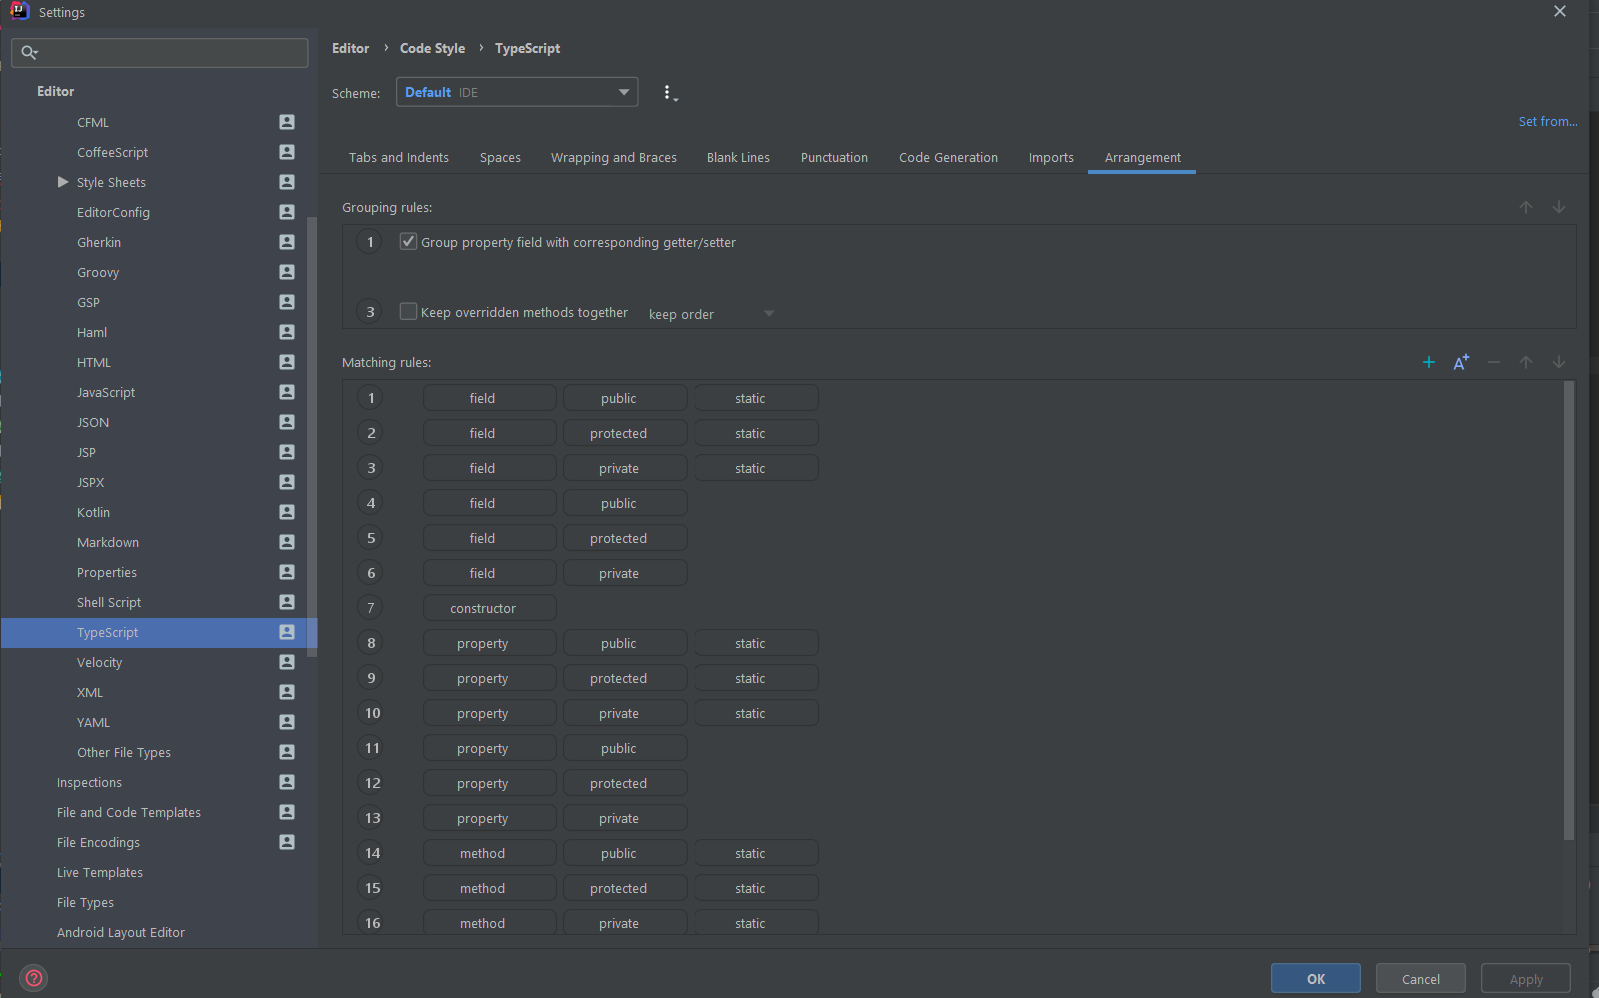 Settings
Editor
CFML
CoffeeScript
Style Sheets
EditorConfig
Gherkin
Groovy
GSP
Haml
HTML
JavaScript
JSON
JSP
JSPX
Kotlin
Markdown
Properties
Shell Script
TypeScript
Velocity
XML
YAML
Other File Types
Inspections
File and Code Templates
File Encodings
Live Templates
File Types
Android Layout Editor
Editor › Code Style › TypeScript
Scheme: Default IDE
Set from...
Tabs and Indents Spaces Wrapping and Braces Blank Lines Punctuation Code Generation Imports Arrangement
Grouping rules:
1 Group property field with corresponding getter/setter
3 Keep overridden methods together keep order
Matching rules:
1 field public static
2 field protected static
3 field private static
4 field public
5 field protected
6 field private
7 constructor
8 property public static
9 property protected static
10 property private static
11 property public
12 property protected
13 property private
14 method public static
15 method protected static
16 method private static
OK Cancel Apply